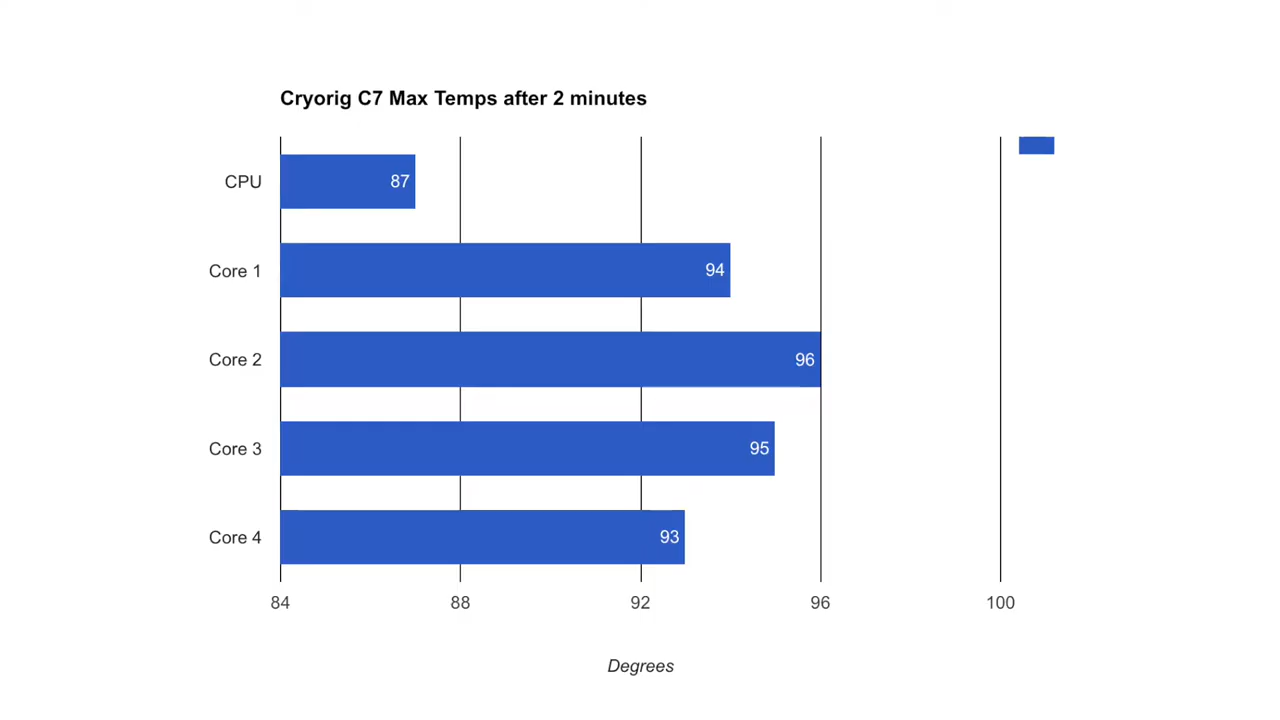 Cryorig C7 Max Temps after 2 minutes
CPU 87
Core 1 94
Core 2 96
Core 3 95
Core 4 93
84 88 92 96 100
Degrees